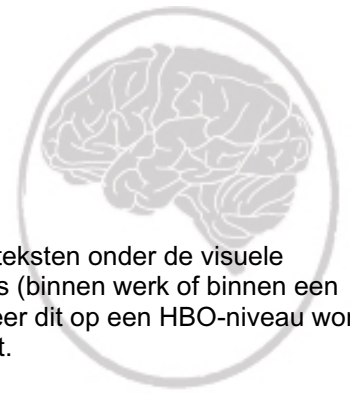 teksten onder de visuele
s (binnen werk of binnen een
eer dit op een HBO-niveau wor
t.